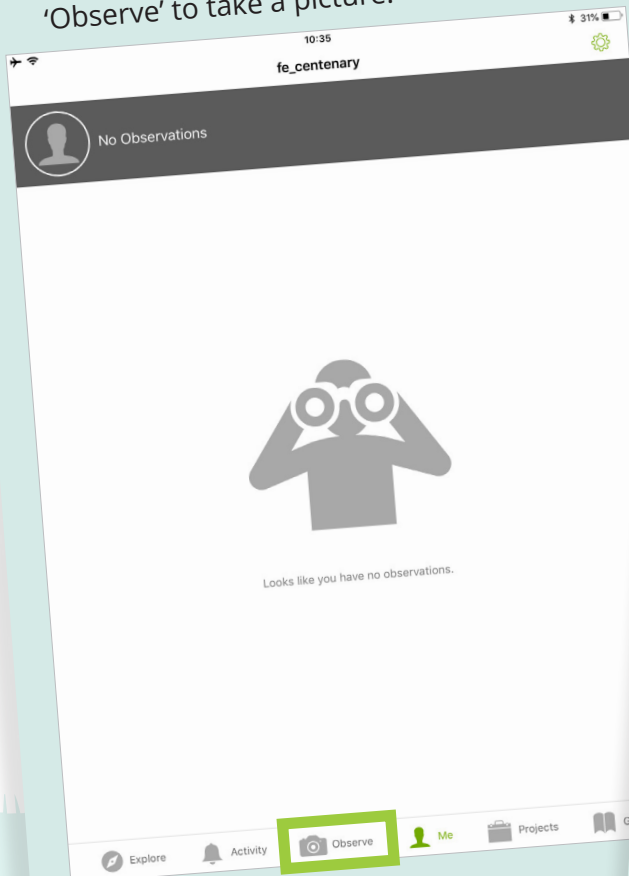 'Observe' to take a picture.
10:35
31%
fe_centenary
No Observations
Looks like you have no observations.
Explore
Activity
Observe
Me
Projects
G